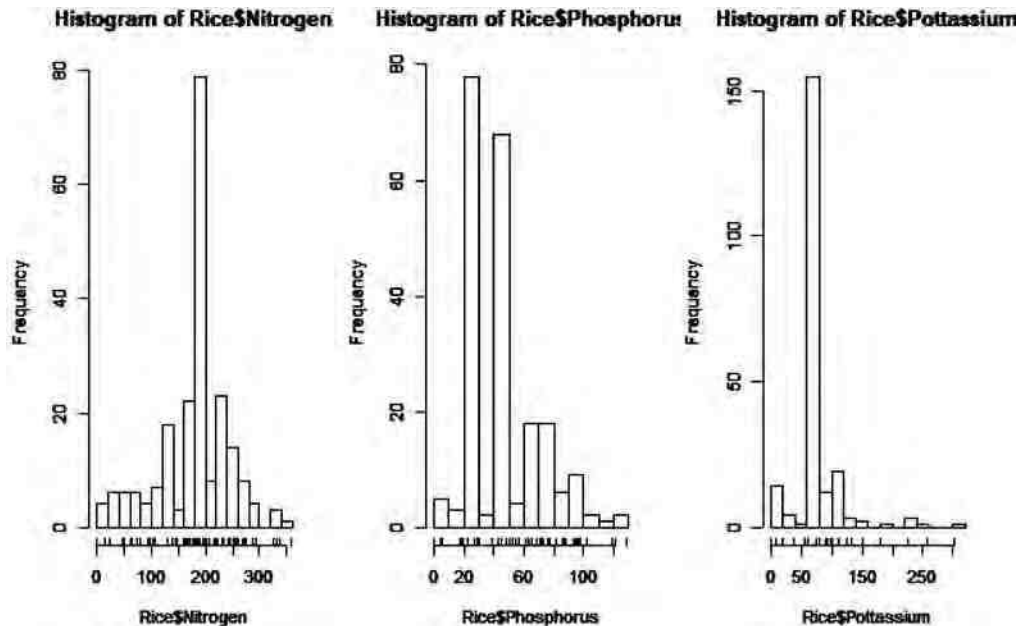 Histogram of Rice$Nitrogen
Histogram of Rice$Phosphorus
Histogram of Rice$Pottassium
Frequency
0
20
40
60
80
0
100
200
300
Rice$Nitrogen
Frequency
0
20
40
60
80
0
20
60
100
Rice$Phosphorus
Frequency
0
50
100
150
0
50
150
250
Rice$Pottassium